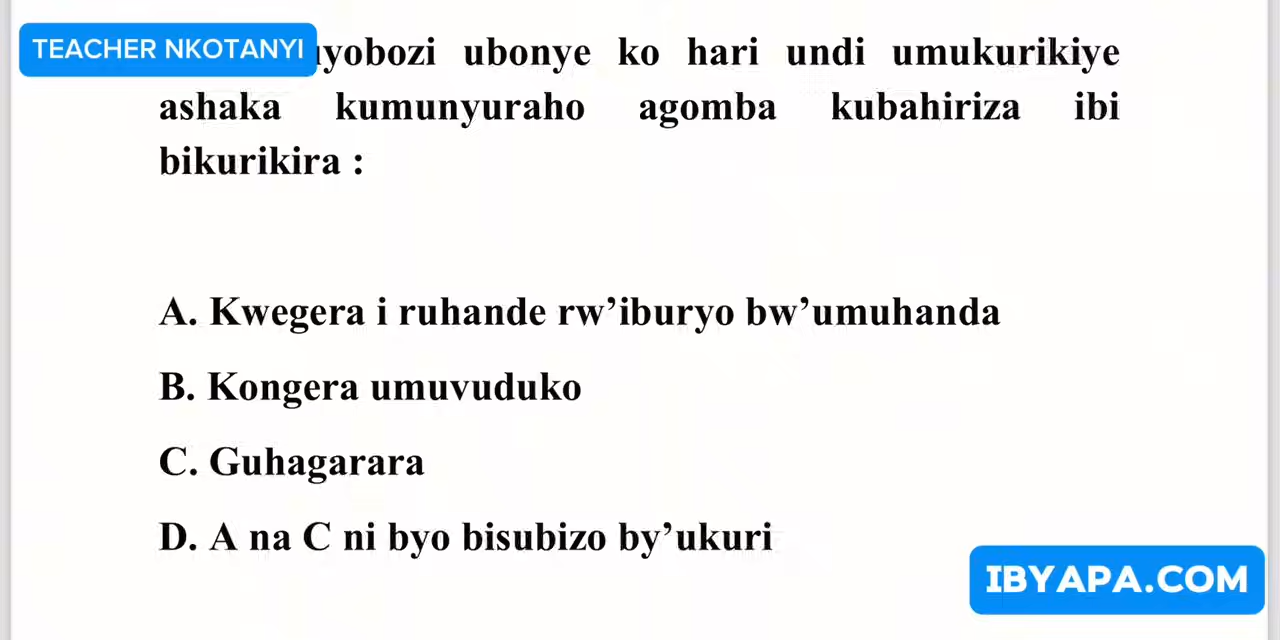 TEACHER NKOTANYI
ubonye ko hari undi umukurikiye
ashaka kumunyuraho agomba kubahiriza ibi
bikurikira :
A. Kwegera i ruhande rw’iburyo bw’umuhanda
B. Kongera umuvuduko
C. Guhagarara
D. A na C ni byo bisubizo by’ukuri
IBYAPA.COM